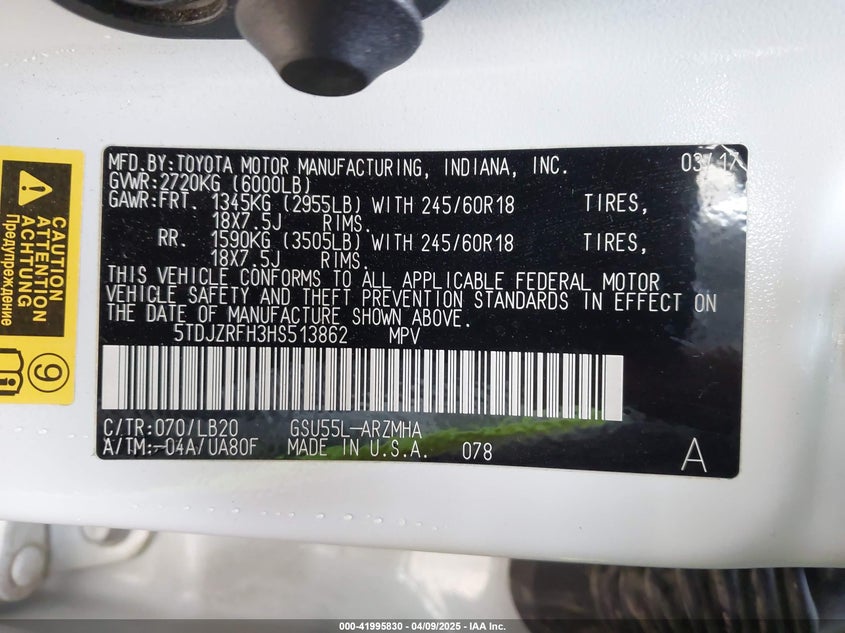 MFD.BY:TOYOTA MOTOR MANUFACTURING, INDIANA, INC. 03/17
GVWR:2720KG (6000LB)
GAWR:FRT. 1345KG (2955LB) WITH 245/60R18 TIRES,
18X7.5J RIMS.
RR. 1590KG (3505LB) WITH 245/60R18 TIRES,
18X7.5J RIMS.
THIS VEHICLE CONFORMS TO ALL APPLICABLE FEDERAL MOTOR
VEHICLE SAFETY AND THEFT PREVENTION STANDARDS IN EFFECT ON
THE DATE OF MANUFACTURE SHOWN ABOVE.
5TDJZRFH3HS513862 MPV
C/TR:070/LB20 GSU55L-ARZMHA
A/TM:-04A/UA80F MADE IN U.S.A. 078 A
CAUTION
ATTENTION
ACHTUNG
Предупреждение
9
000-41995830 - 04/09/2025 - IAA Inc.